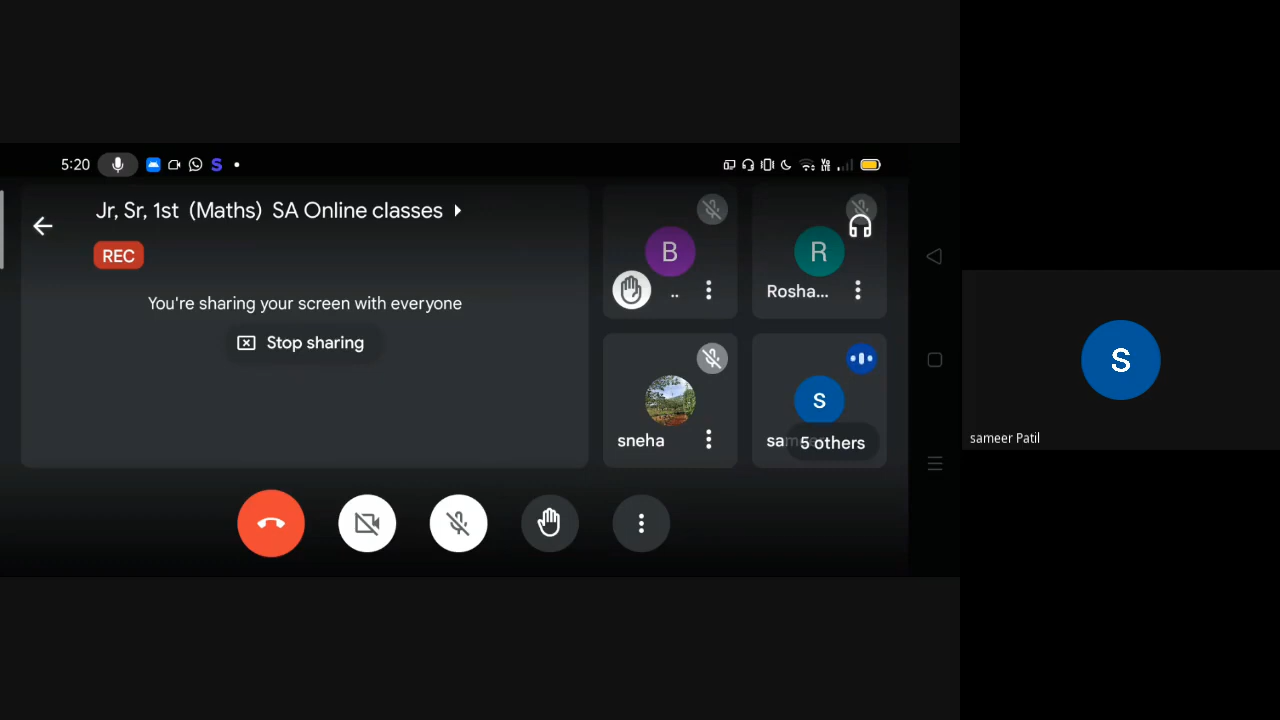 5:20
Jr, Sr, 1st (Maths) SA Online classes
REC
You're sharing your screen with everyone
Stop sharing
B
..
R
Rosha...
sneha
S
5 others
S
sameer Patil